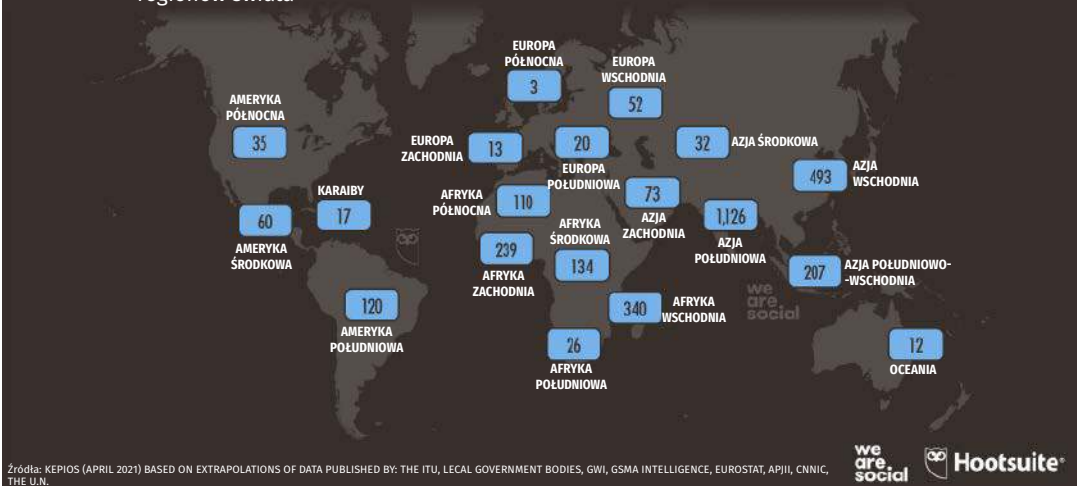 regionów świata
EUROPA
PÓŁNOCNA
3
EUROPA
WSCHODNIA
52
AMERYKA
PÓŁNOCNA
35
EUROPA
ZACHODNIA
13
20
EUROPA
POŁUDNIOWA
32
AZJA ŚRODKOWA
493
AZJA
WSCHODNIA
KARAIBY
17
AFRYKA
PÓŁNOCNA
110
73
AZJA
ZACHODNIA
1,126
AZJA
POŁUDNIOWA
60
AMERYKA
ŚRODKOWA
239
AFRYKA
ZACHODNIA
AFRYKA
ŚRODKOWA
134
207
AZJA POŁUDNIOWO-
-WSCHODNIA
we
are
social
120
AMERYKA
POŁUDNIOWA
340
AFRYKA
WSCHODNIA
26
AFRYKA
POŁUDNIOWA
12
OCEANIA
Źródła: KEPIOS (APRIL 2021) BASED ON EXTRAPOLATIONS OF DATA PUBLISHED BY: THE ITU, LECAL GOVERNMENT BODIES, GWI, GSMA INTELLIGENCE, EUROSTAT, APJII, CNNIC,
THE U.N.
we
are.
social
Hootsuite®